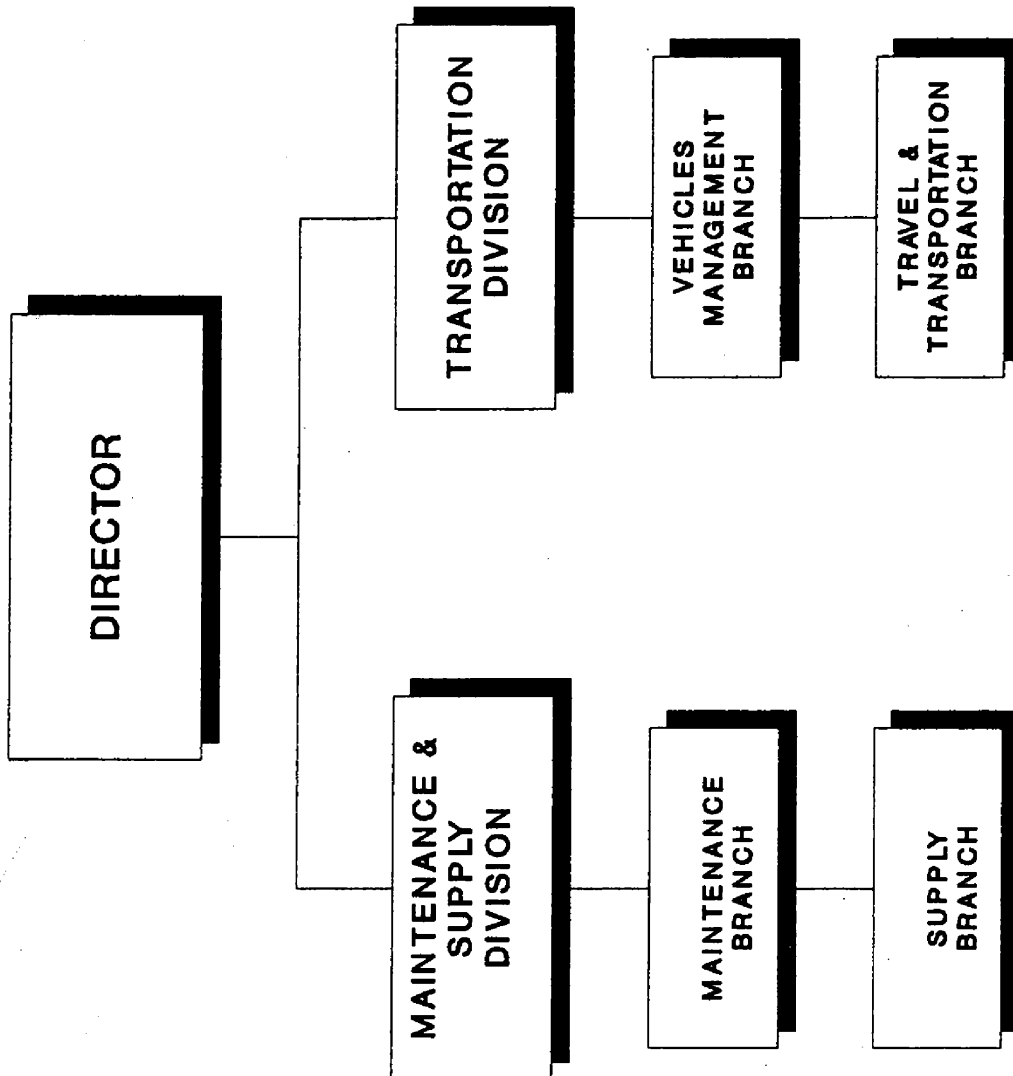 DIRECTOR
MAINTENANCE &
SUPPLY
DIVISION
TRANSPORTATION
DIVISION
MAINTENANCE
BRANCH
VEHICLES
MANAGEMENT
BRANCH
SUPPLY
BRANCH
TRAVEL &
TRANSPORTATION
BRANCH